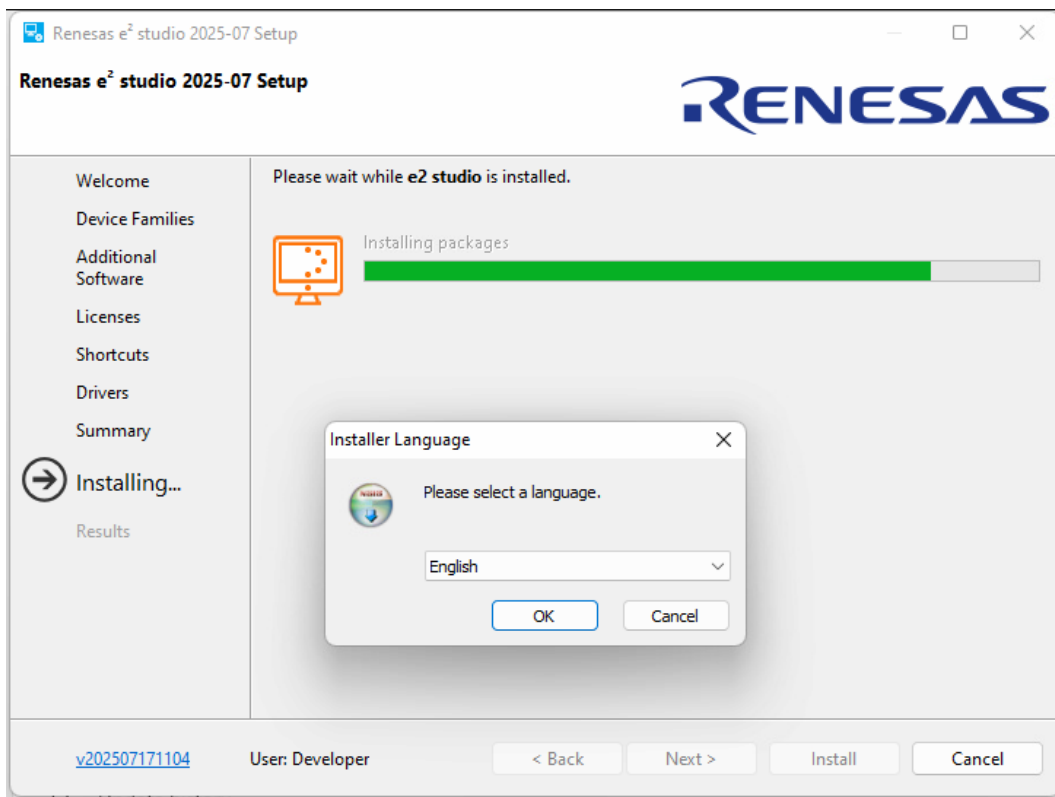 Renesas e² studio 2025-07 Setup
Renesas e² studio 2025-07 Setup
RENESAS
Welcome
Device Families
Additional
Software
Licenses
Shortcuts
Drivers
Summary
Installing...
Results
Please wait while e2 studio is installed.
Installing packages
Installer Language
Please select a language.
English
OK
Cancel
v202507171104
User: Developer
< Back
Next >
Install
Cancel